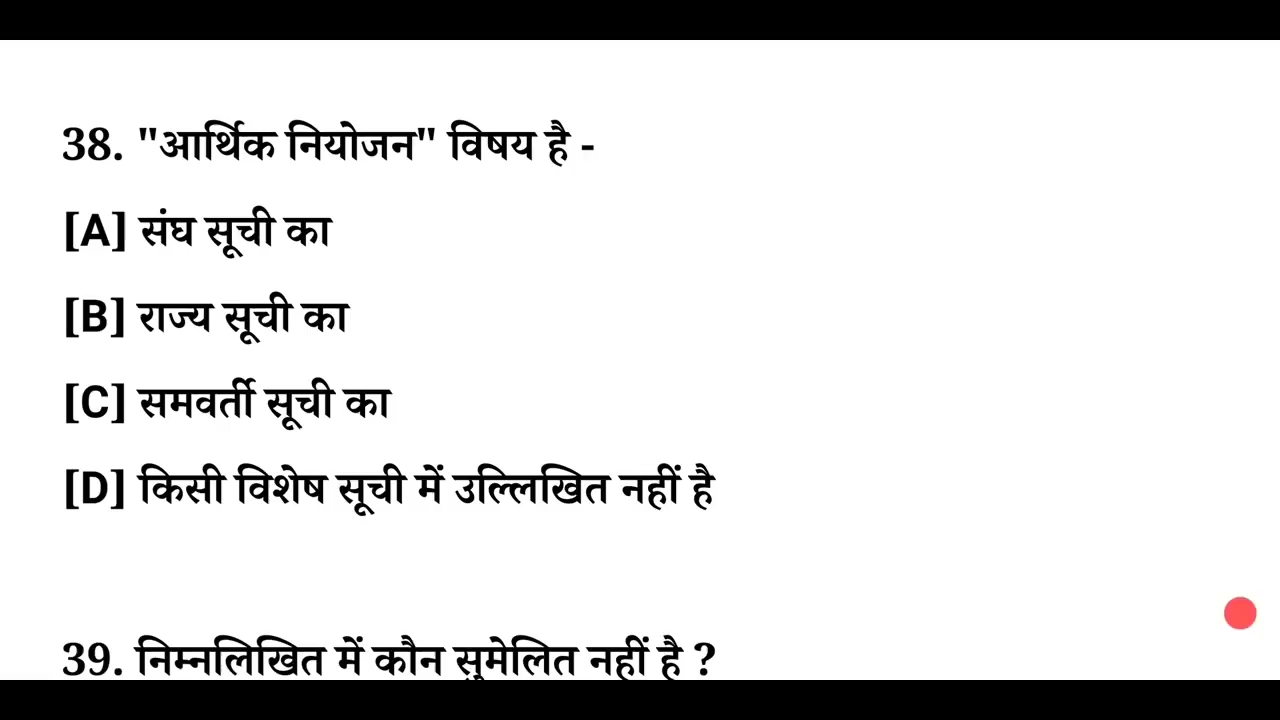 38. "आर्थिक नियोजन" विषय है -
[A] संघ सूची का
[B] राज्य सूची का
[C] समवर्ती सूची का
[D] किसी विशेष सूची में उल्लिखित नहीं है
39. निम्नलिखित में कौन सुमेलित नहीं है ?